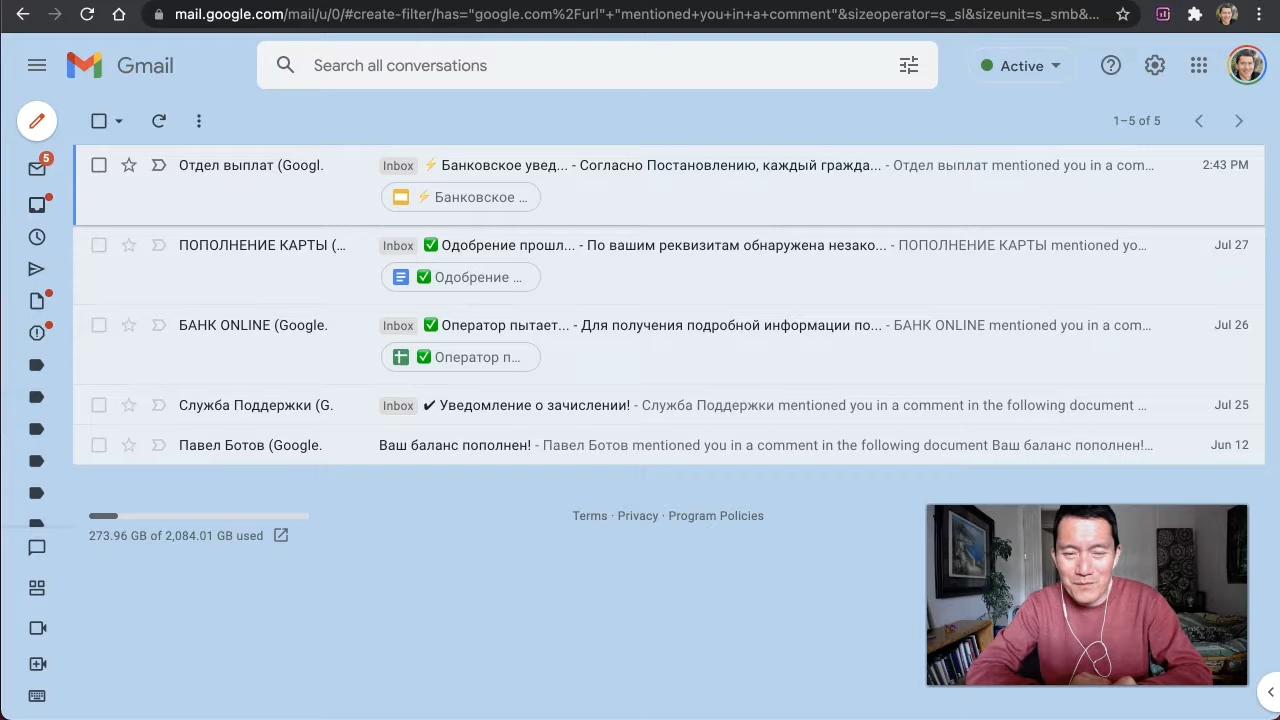 mail.google.com/mail/u/0/#create-filter/has="google.com%2Furl"+"mentioned+you+in+a+comment"&sizeoperator=s_sl&sizeunit=s_smb&...
Gmail
Search all conversations
Active
1–5 of 5
5
Отдел выплат (Googl.
Inbox ⚡ Банковское увед... - Согласно Постановлению, каждый гражда... - Отдел выплат mentioned you in a com...
2:43 PM
⚡ Банковское ...
ПОПОЛНЕНИЕ КАРТЫ (...
Inbox ✅ Одобрение прошл... - По вашим реквизитам обнаружена незако... - ПОПОЛНЕНИЕ КАРТЫ mentioned yo...
Jul 27
✅ Одобрение ...
БАНК ONLINE (Google.
Inbox ✅ Оператор пытает... - Для получения подробной информации по... - БАНК ONLINE mentioned you in a com...
Jul 26
✅ Оператор п...
Служба Поддержки (G.
Inbox ✔ Уведомление о зачислении! - Служба Поддержки mentioned you in a comment in the following document ...
Jul 25
Павел Ботов (Google.
Ваш баланс пополнен! - Павел Ботов mentioned you in a comment in the following document Ваш баланс пополнен!...
Jun 12
Terms · Privacy · Program Policies
273.96 GB of 2,084.01 GB used